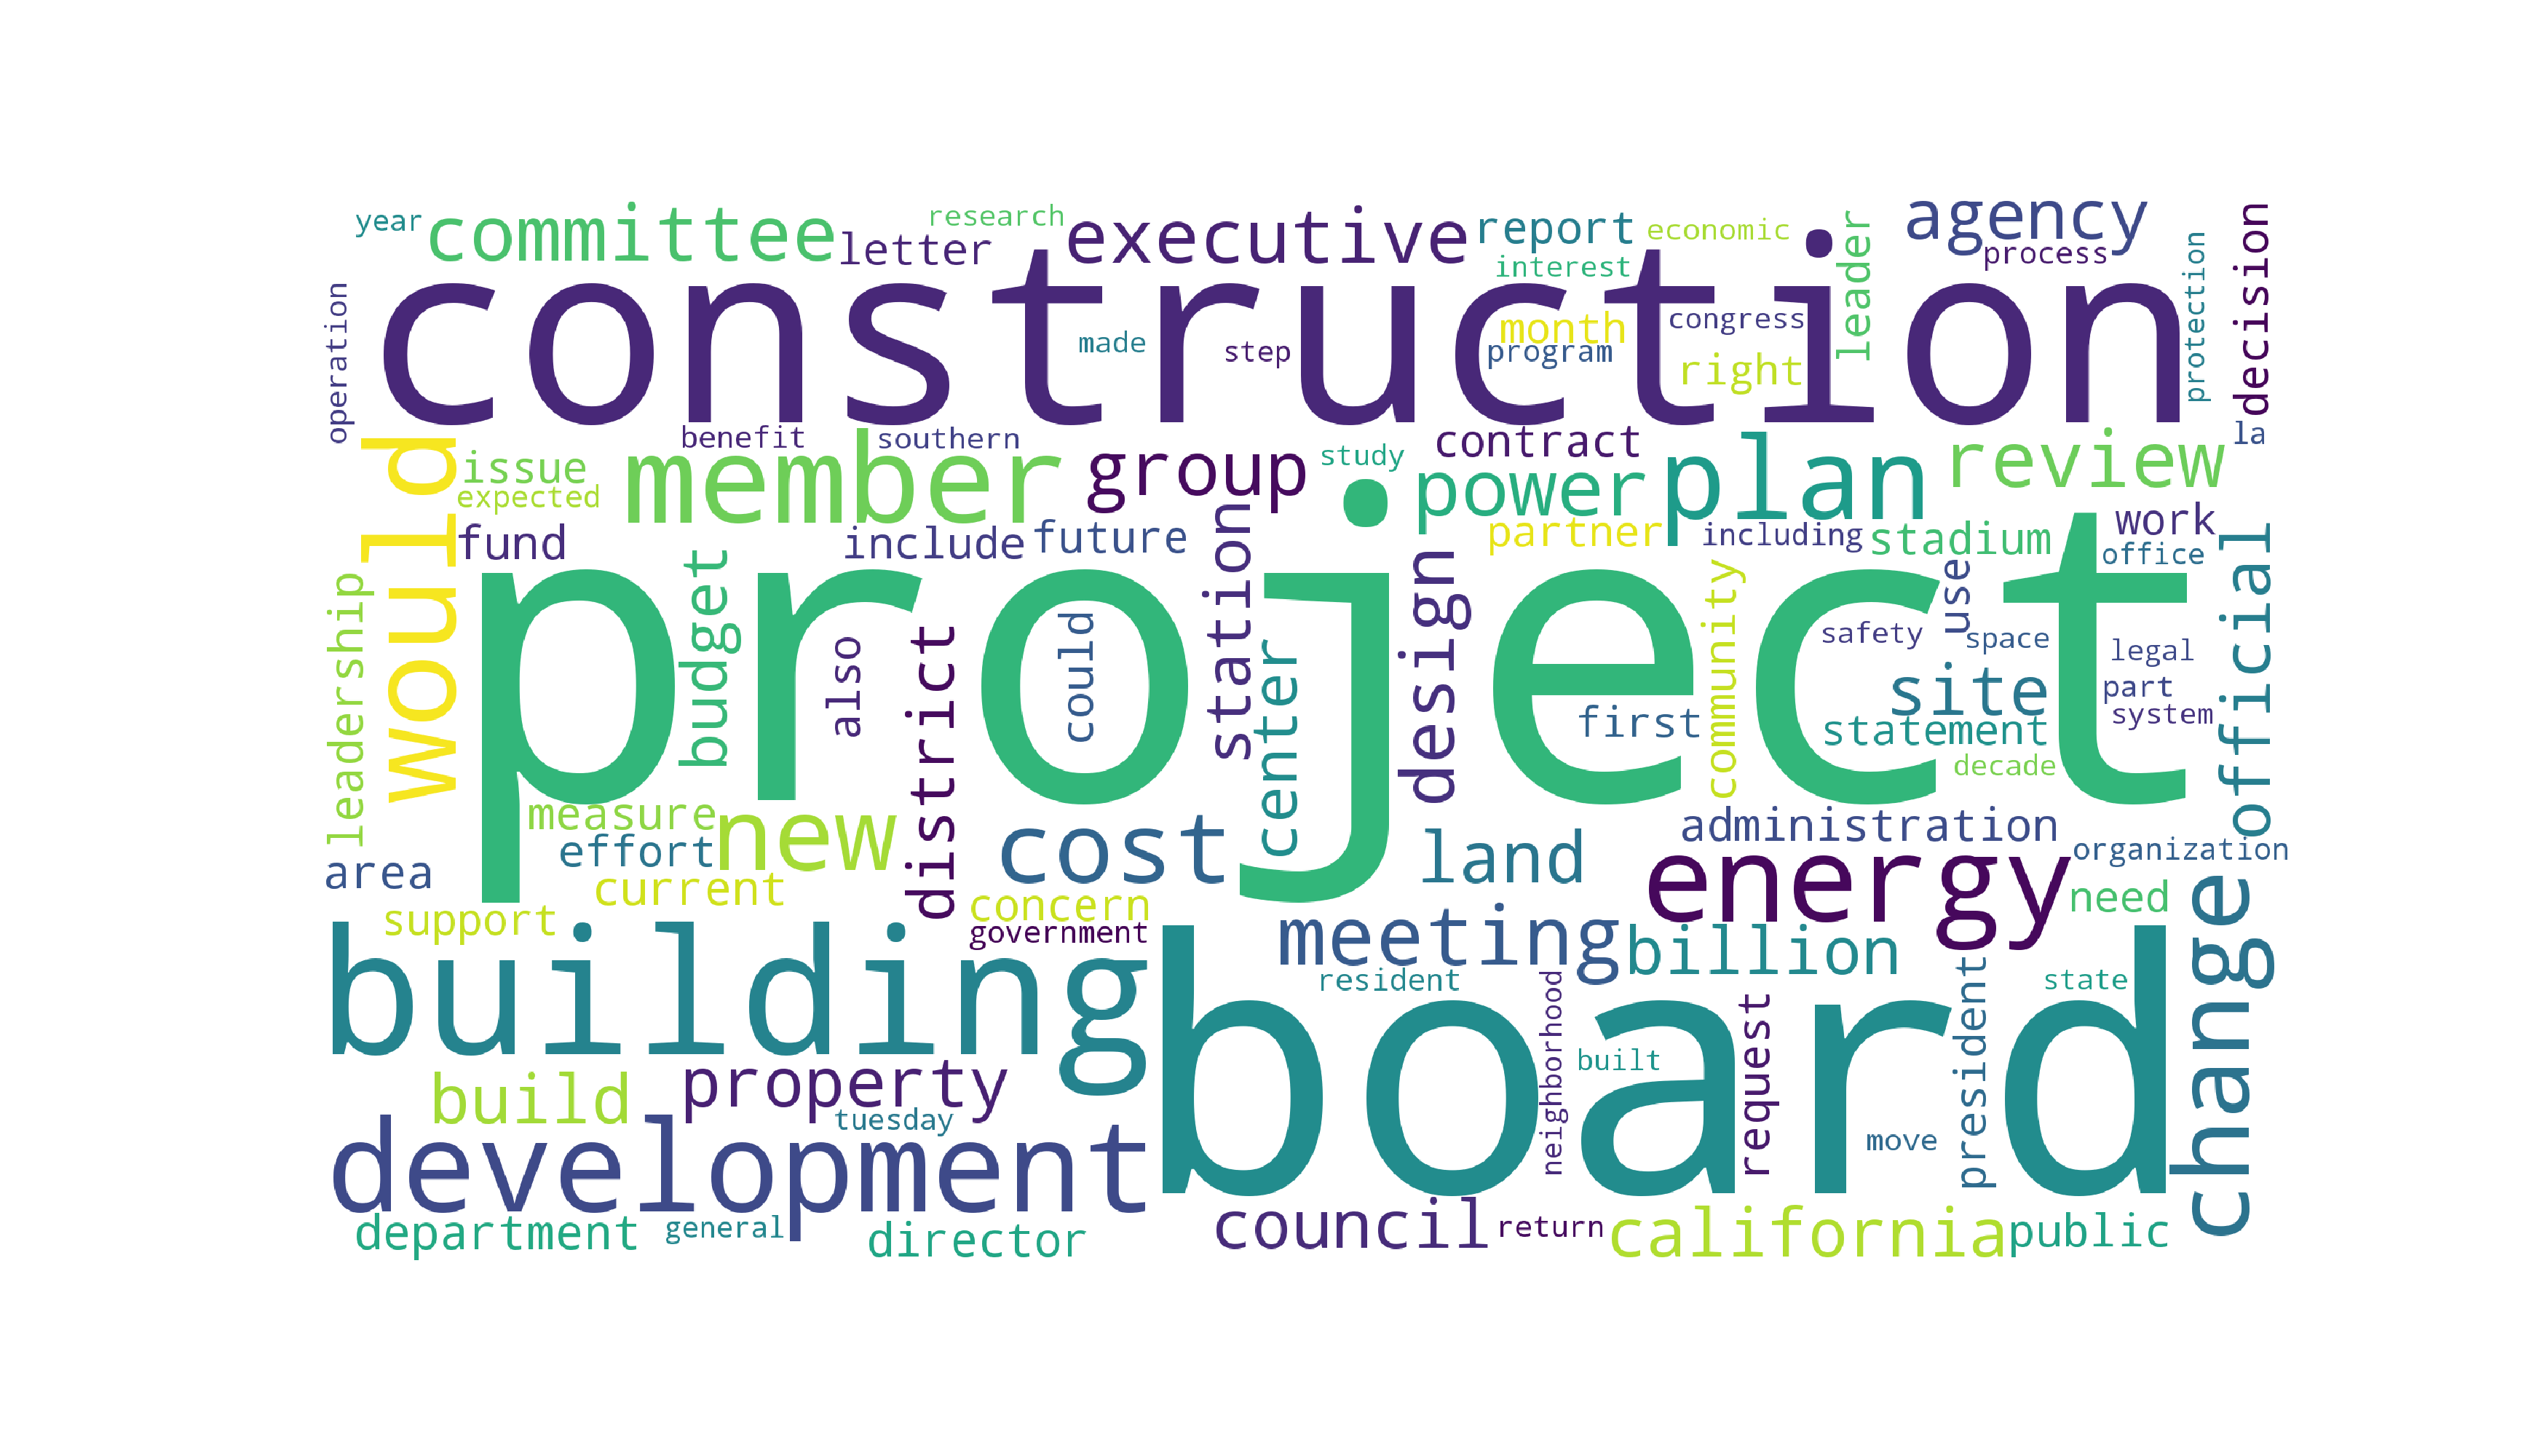 year
committee
letter
research
executive
report
economic
interest
leader
agency
process
protection
decision
operation
construction
made
step
month
program
congress
right
la
would
issue
expected
benefit
member
southern
group
study
contract
power
plan
review
fund
include
future
station
partner
including
stadium
work
office
official
leadership
project
budget
also
district
could
center
design
first
community
use
safety
space
site
statement
decade
legal
part
system
measure
effort
new
current
cost
land
administration
energy
organization
need
area
support
concern
government
meeting
billion
change
building
board
resident
neighborhood
built
request
president
state
move
build
property
tuesday
development
department
general
director
council
return
california
public